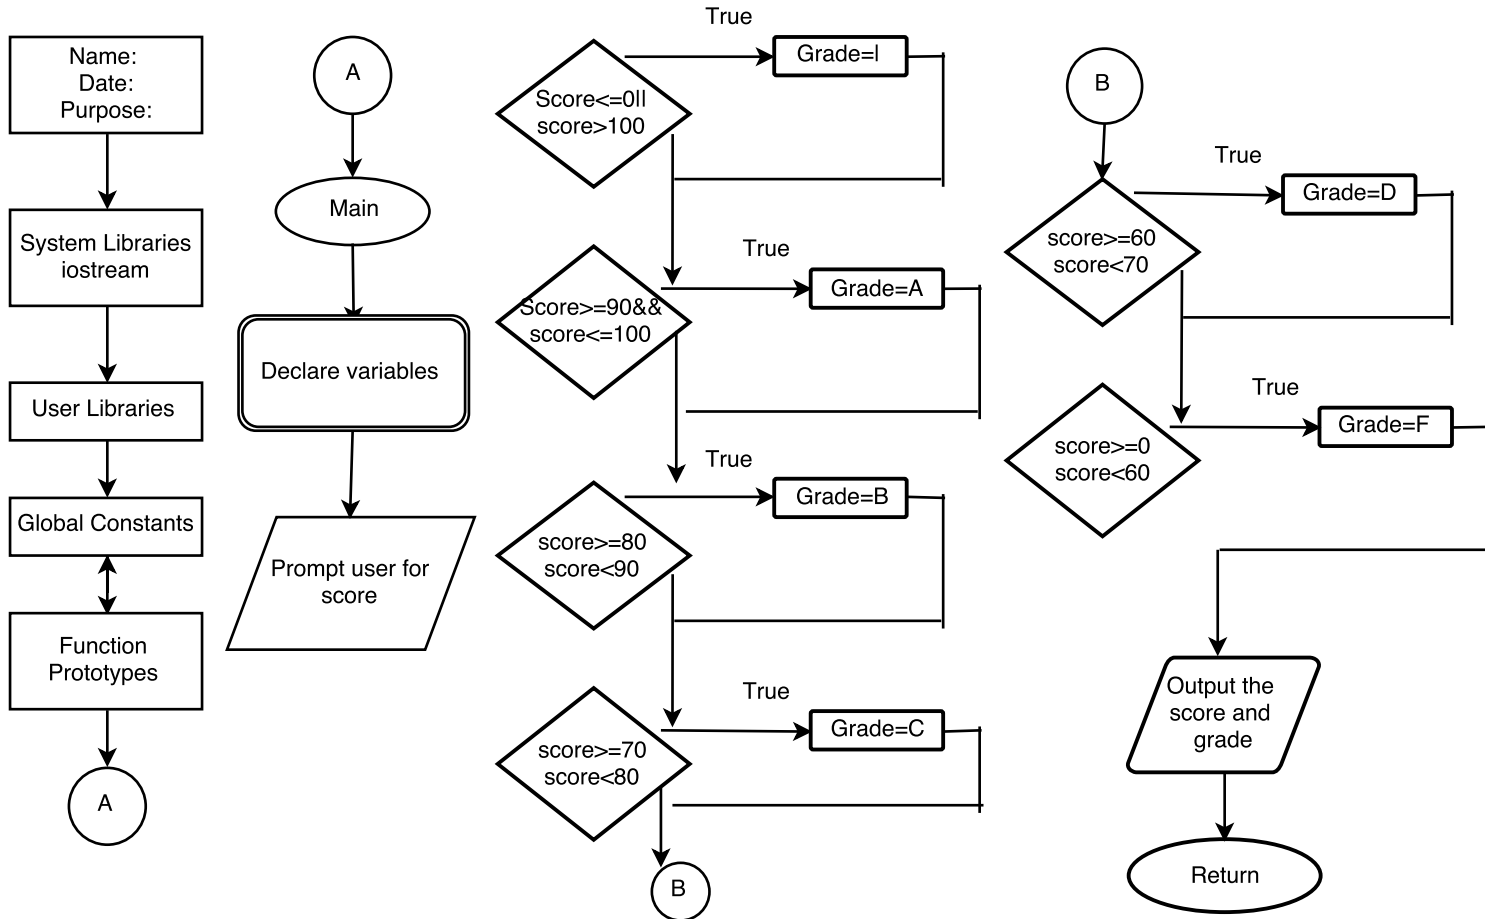 Name:
Date:
Purpose:
System Libraries
iostream
User Libraries
Global Constants
Function
Prototypes
A
A
Main
Declare variables
Prompt user for
score
True
Score<=0||
score>100
Grade=I
True
Score>=90&&
score<=100
Grade=A
True
score>=80
score<90
Grade=B
True
score>=70
score<80
Grade=C
B
B
True
score>=60
score<70
Grade=D
True
score>=0
score<60
Grade=F
Output the
score and
grade
Return